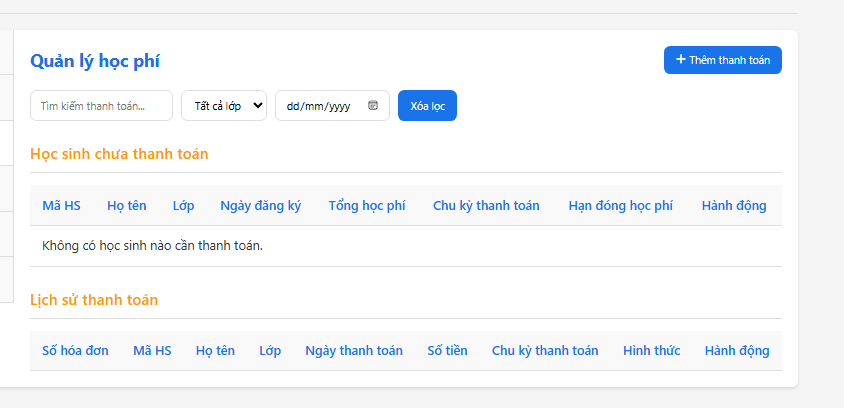 Quản lý học phí
+ Thêm thanh toán
Tìm kiếm thanh toán... Tất cả lớp dd/mm/yyyy Xóa lọc
Học sinh chưa thanh toán
Mã HS Họ tên Lớp Ngày đăng ký Tổng học phí Chu kỳ thanh toán Hạn đóng học phí Hành động
Không có học sinh nào cần thanh toán.
Lịch sử thanh toán
Số hóa đơn Mã HS Họ tên Lớp Ngày thanh toán Số tiền Chu kỳ thanh toán Hình thức Hành động